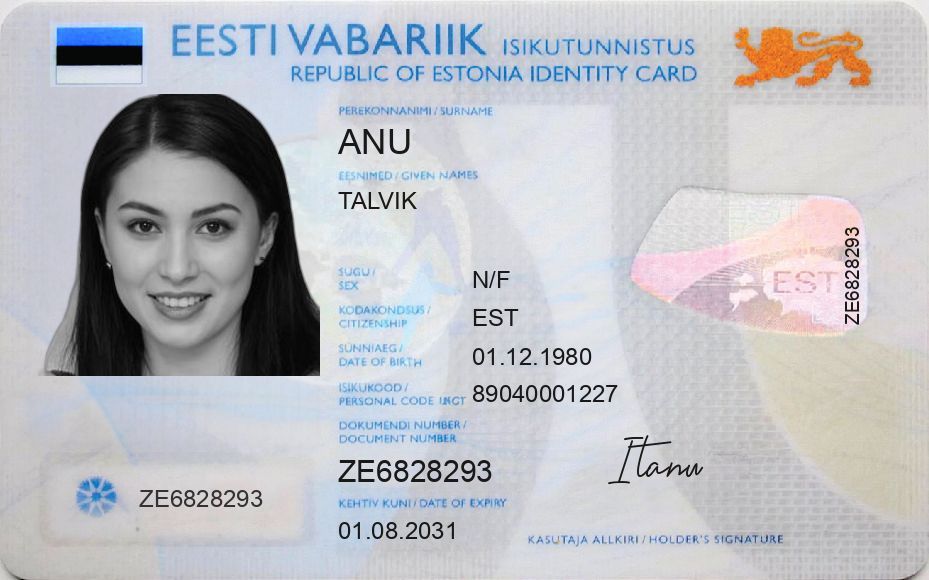 EESTI VABARIIK ISIKUTUNNISTUS
REPUBLIC OF ESTONIA IDENTITY CARD
PEREKONNANIMI / SURNAME
ANU
EESNIMED / GIVEN NAMES
TALVIK
SUGU / SEX
N/F
KODAKONDSUS / CITIZENSHIP
EST
SÜNNIAEG / DATE OF BIRTH
01.12.1980
ISIKUKOOD / PERSONAL CODE
89040001227
DOKUMENDI NUMBER / DOCUMENT NUMBER
ZE6828293
KEHTIV KUNI / DATE OF EXPIRY
01.08.2031
ZE6828293
EST
ZE6828293
Itanu
KASUTAJA ALLKIRI / HOLDER'S SIGNATURE